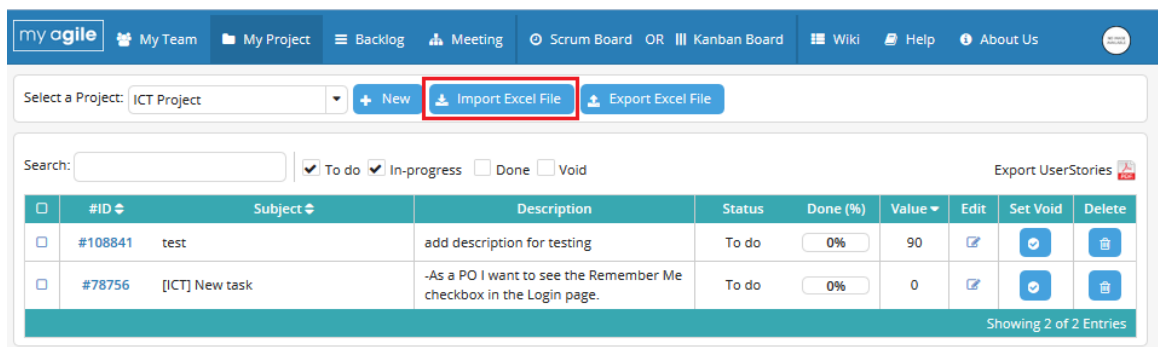 my agile My Team My Project Backlog Meeting Scrum Board OR Kanban Board Wiki Help About Us
Select a Project: ICT Project New Import Excel File Export Excel File
Search: To do In-progress Done Void Export UserStories PDF
#ID Subject Description Status Done (%) Value Edit Set Void Delete
#108841 test add description for testing To do 0% 90
#78756 [ICT] New task -As a PO I want to see the Remember Me To do 0% 0
checkbox in the Login page.
Showing 2 of 2 Entries